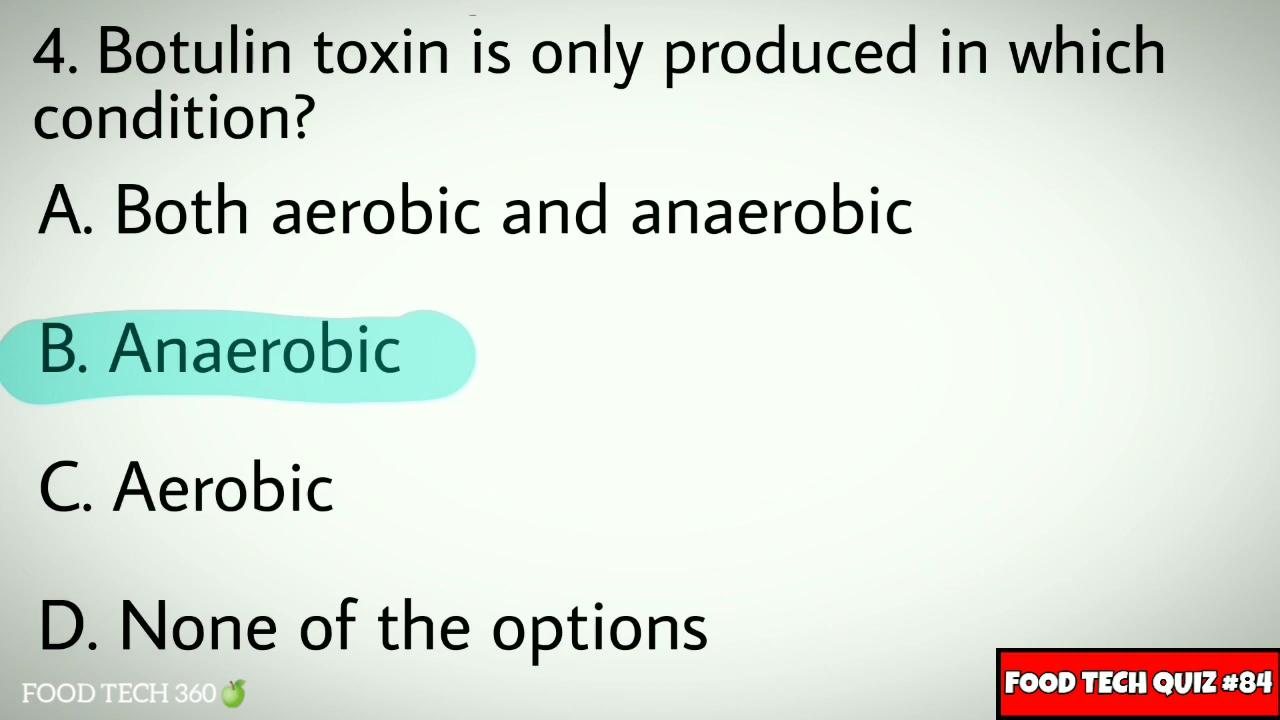 4. Botulin toxin is only produced in which
condition?
A. Both aerobic and anaerobic
B. Anaerobic
C. Aerobic
D. None of the options
FOOD TECH 360
FOOD TECH QUIZ #84